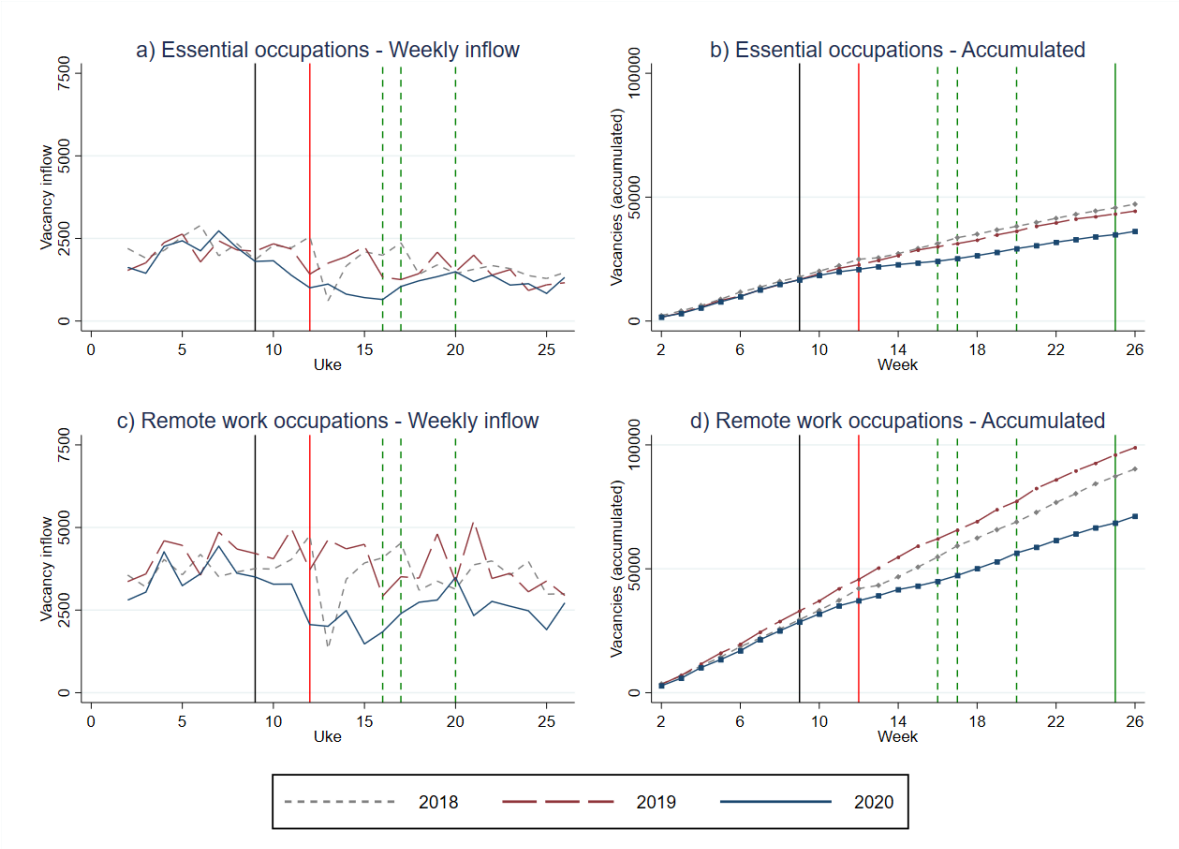 a) Essential occupations - Weekly inflow
Vacancy inflow
7500
5000
2500
0
0 5 10 15 20 25
Uke
b) Essential occupations - Accumulated
Vacancies (accumulated)
100000
50000
0
2 6 10 14 18 22 26
Week
c) Remote work occupations - Weekly inflow
Vacancy inflow
7500
5000
2500
0
0 5 10 15 20 25
Uke
d) Remote work occupations - Accumulated
Vacancies (accumulated)
100000
50000
0
2 6 10 14 18 22 26
Week
2018 2019 2020